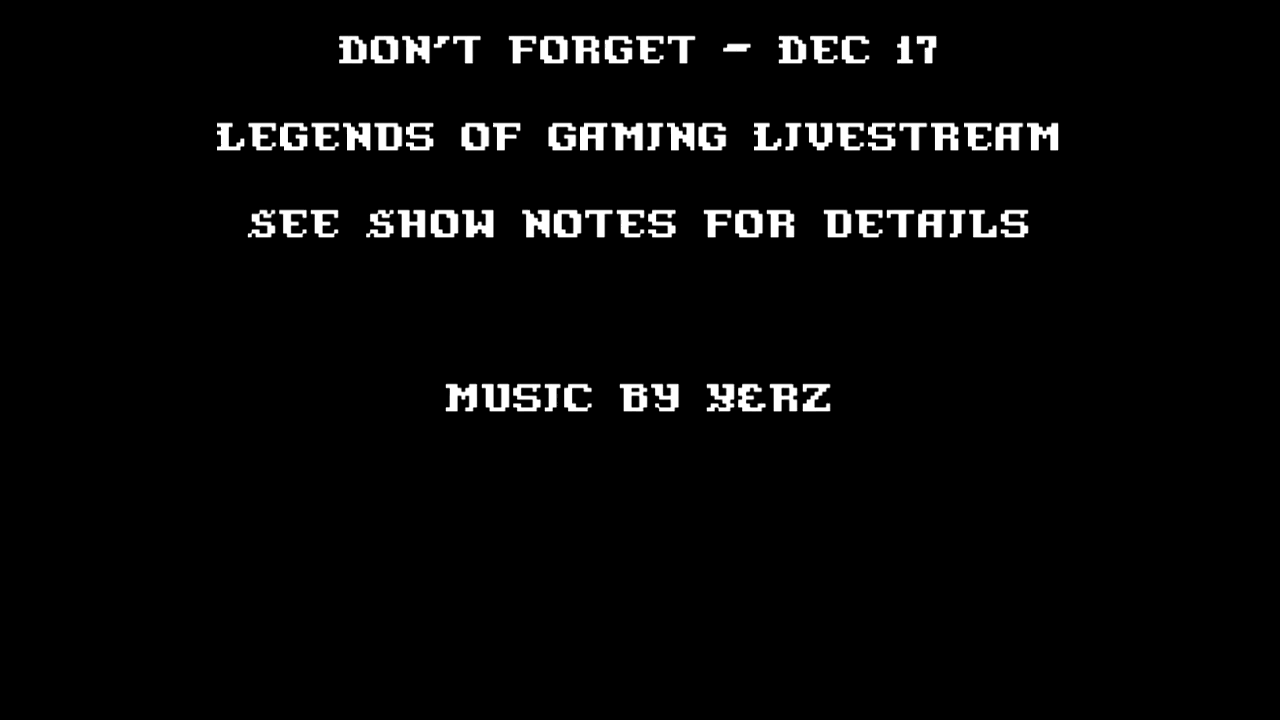 DON'T FORGET - DEC 17
LEGENDS OF GAMING LIVESTREAM
SEE SHOW NOTES FOR DETAILS
MUSIC BY YERZ